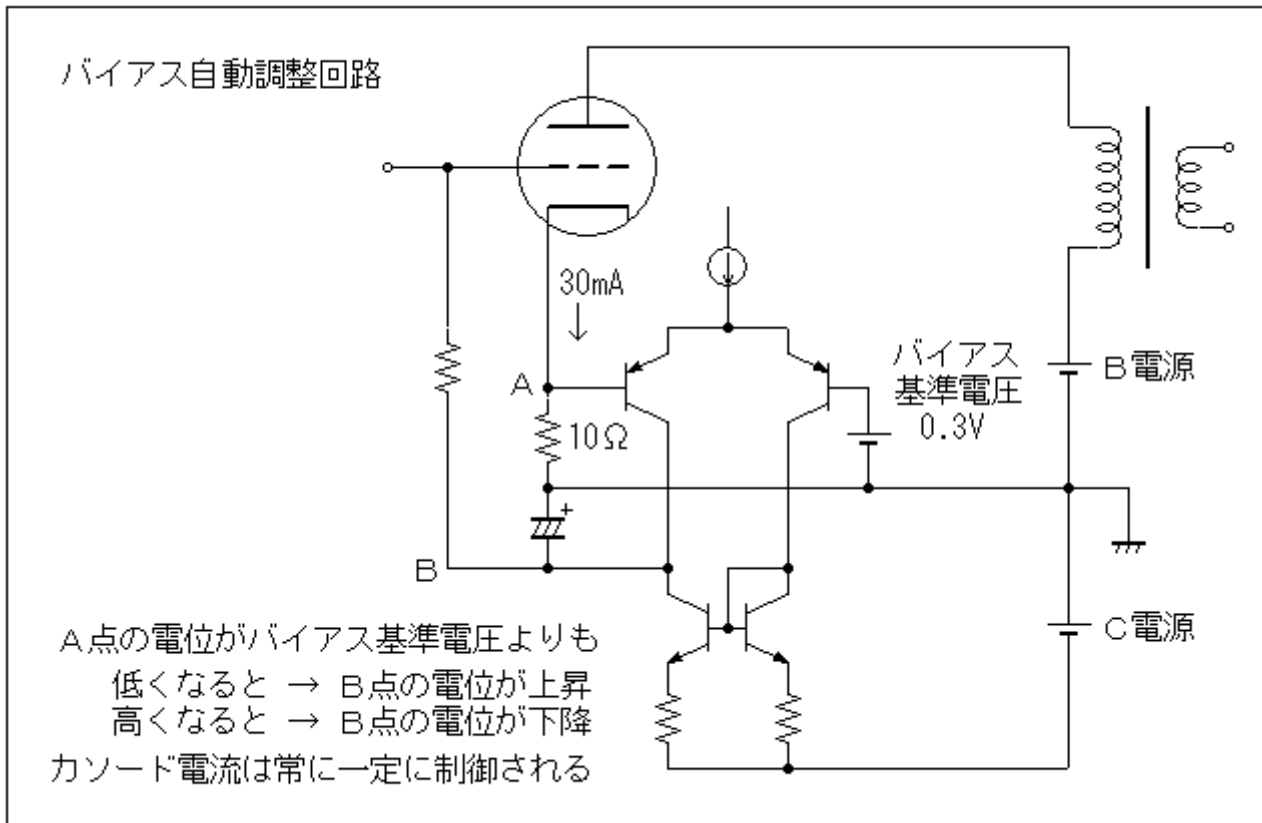 バイアス自動調整回路
30mA
A
10Ω
+
バイアス
基準電圧
0.3V
B電源
B
C電源
A点の電位がバイアス基準電圧よりも
低くなると → B点の電位が上昇
高くなると → B点の電位が下降
カソード電流は常に一定に制御される